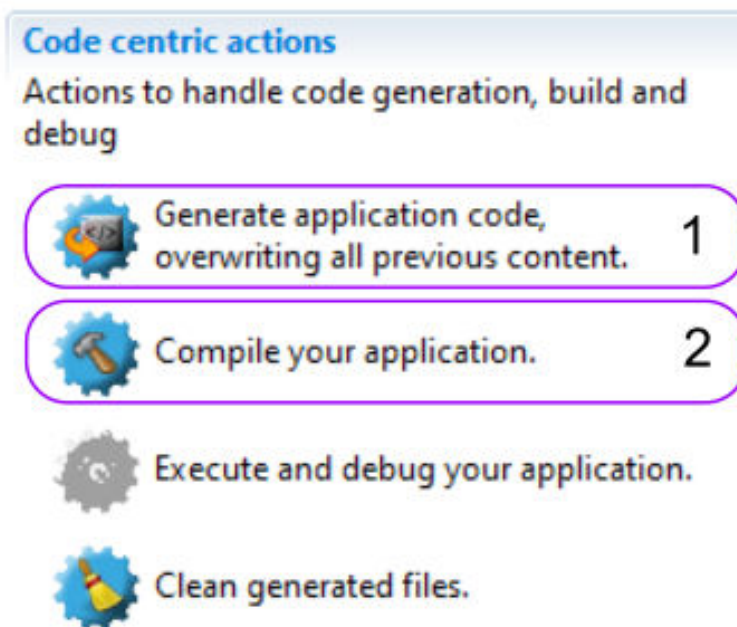 Code centric actions
Actions to handle code generation, build and
debug
Generate application code,
overwriting all previous content.
1
Compile your application.
2
Execute and debug your application.
Clean generated files.